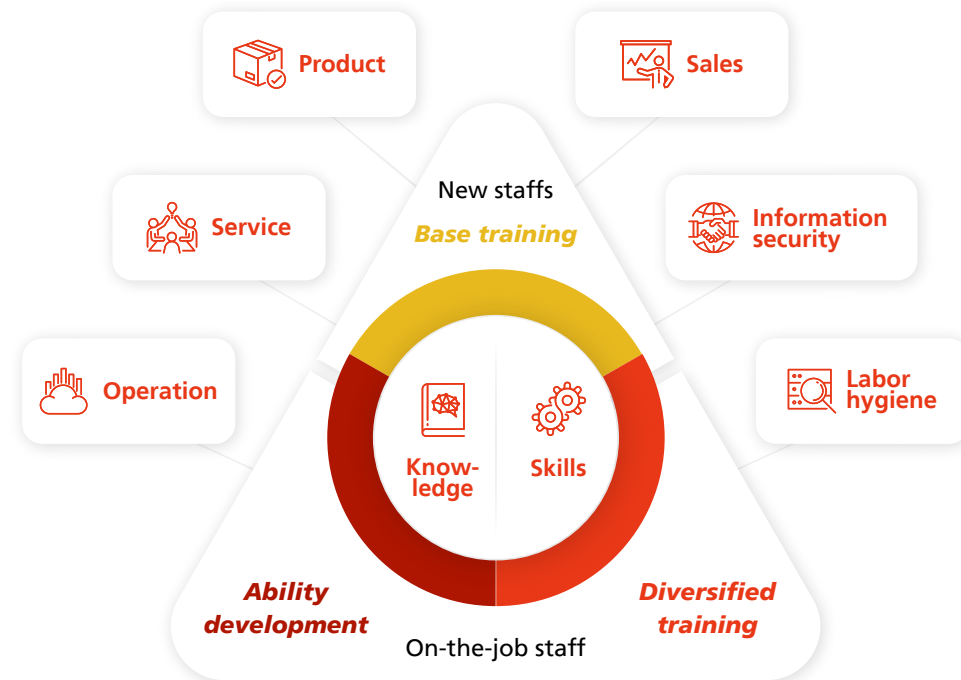 Product
Sales
New staffs
Base training
Service
Information
security
Operation
Labor
hygiene
Know-
ledge
Skills
Ability
development
Diversified
training
On-the-job staff